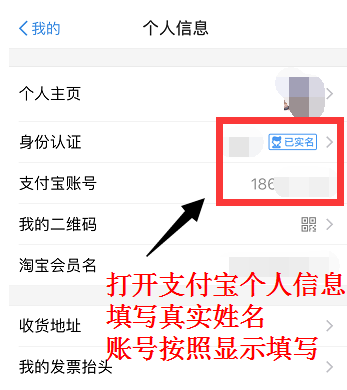 我的
个人信息
个人主页
身份认证
已实名
支付宝账号
186
我的二维码
淘宝会员名
打开支付宝个人信息
填写真实姓名
收货地址
账号按照显示填写
我的发票抬头